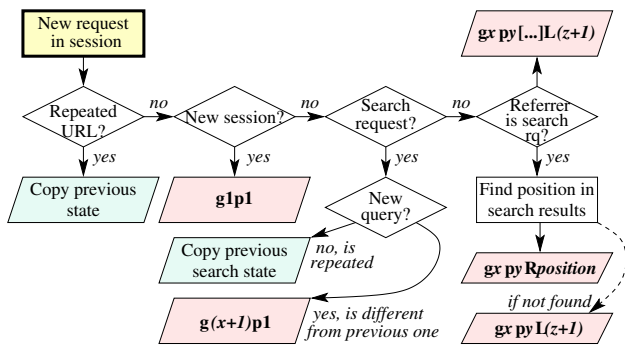 New request
in session
gx py[...]L(z+1)
Repeated
URL?
no
New session?
no
Search
request?
no
Referrer
is search
rq?
yes
yes
yes
yes
Copy previous
state
g1p1
New
query?
Find position in
search results
Copy previous
search state
no, is
repeated
gx py Rposition
g(x+1)p1
yes, is different
from previous one
if not found
gx py L(z+1)